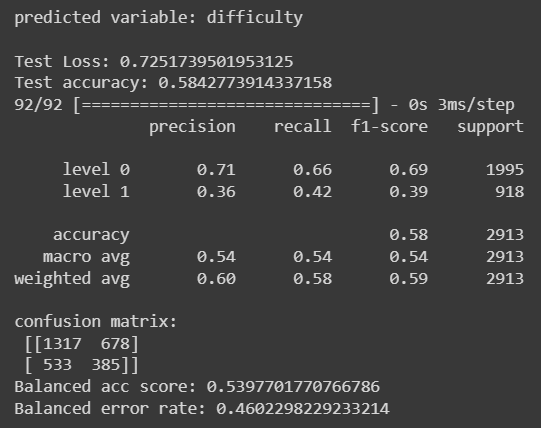 predicted variable: difficulty
Test Loss: 0.7251739501953125
Test accuracy: 0.5842773914337158
92/92 [==============================] - 0s 3ms/step
precision recall f1-score support
level 0 0.71 0.66 0.69 1995
level 1 0.36 0.42 0.39 918
accuracy 0.58 2913
macro avg 0.54 0.54 0.54 2913
weighted avg 0.60 0.58 0.59 2913
confusion matrix:
[[1317 678]
[ 533 385]]
Balanced acc score: 0.5397701770766786
Balanced error rate: 0.4602298229233214